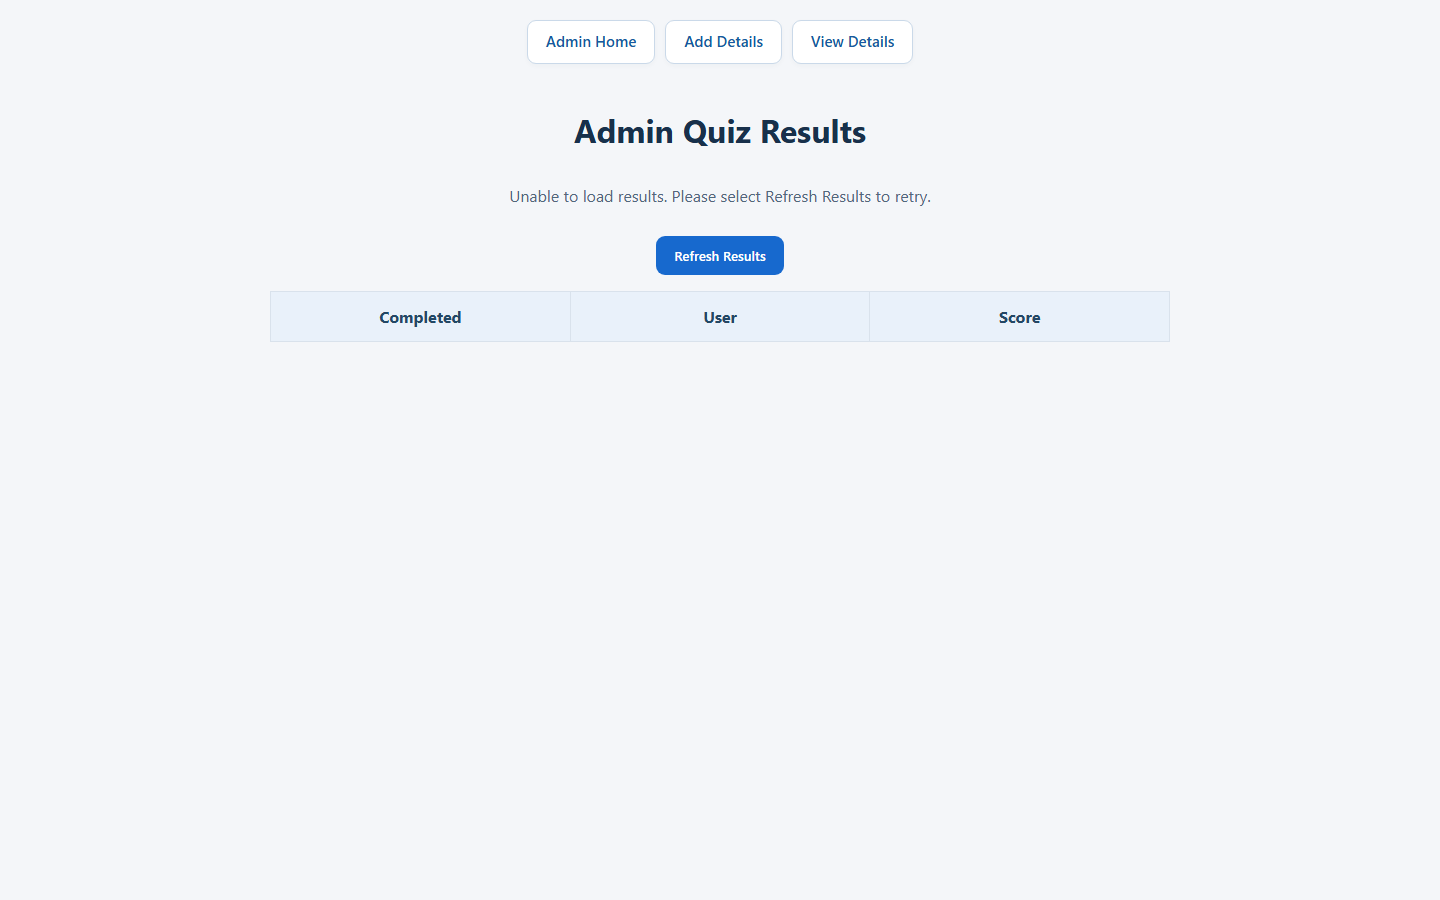 Admin Home Add Details View Details
Admin Quiz Results
Unable to load results. Please select Refresh Results to retry.
Refresh Results
Completed User Score